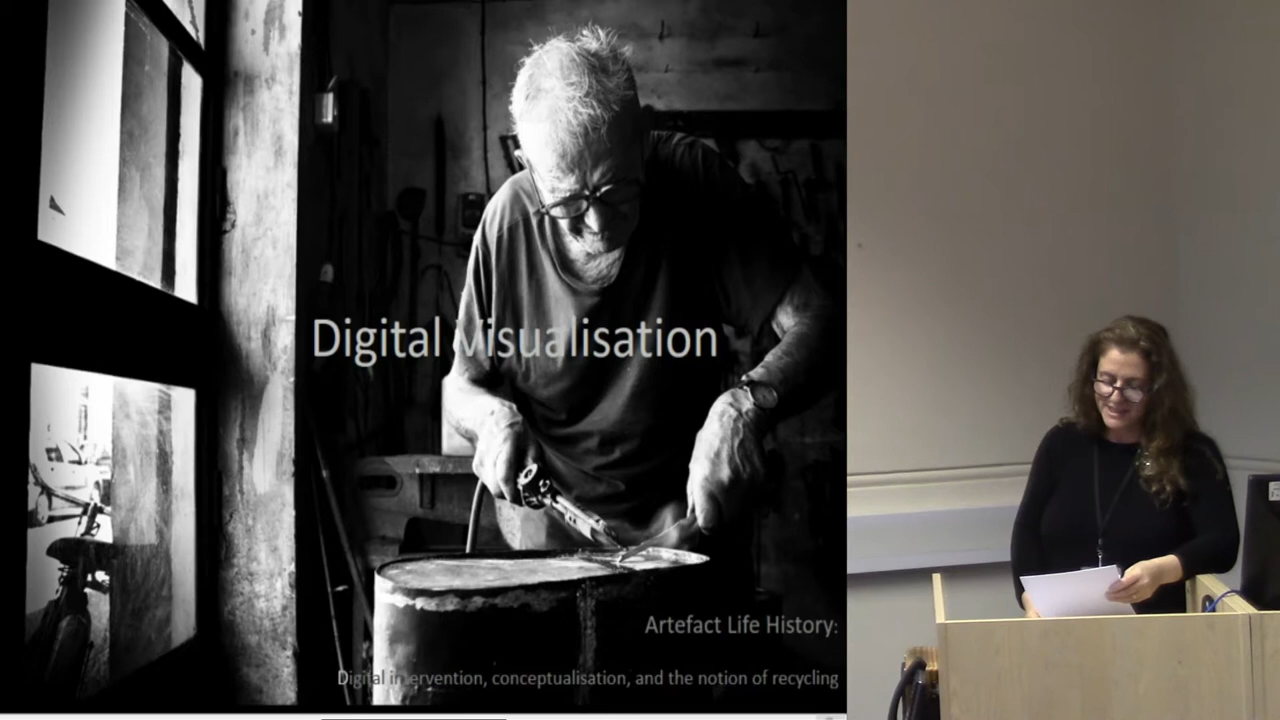 Digital Visualisation
Artefact Life History:
Digital intervention, conceptualisation, and the notion of recycling